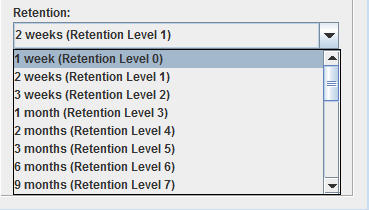 Retention:
2 weeks (Retention Level 1)
1 week (Retention Level 0)
2 weeks (Retention Level 1)
3 weeks (Retention Level 2)
1 month (Retention Level 3)
2 months (Retention Level 4)
3 months (Retention Level 5)
6 months (Retention Level 6)
9 months (Retention Level 7)